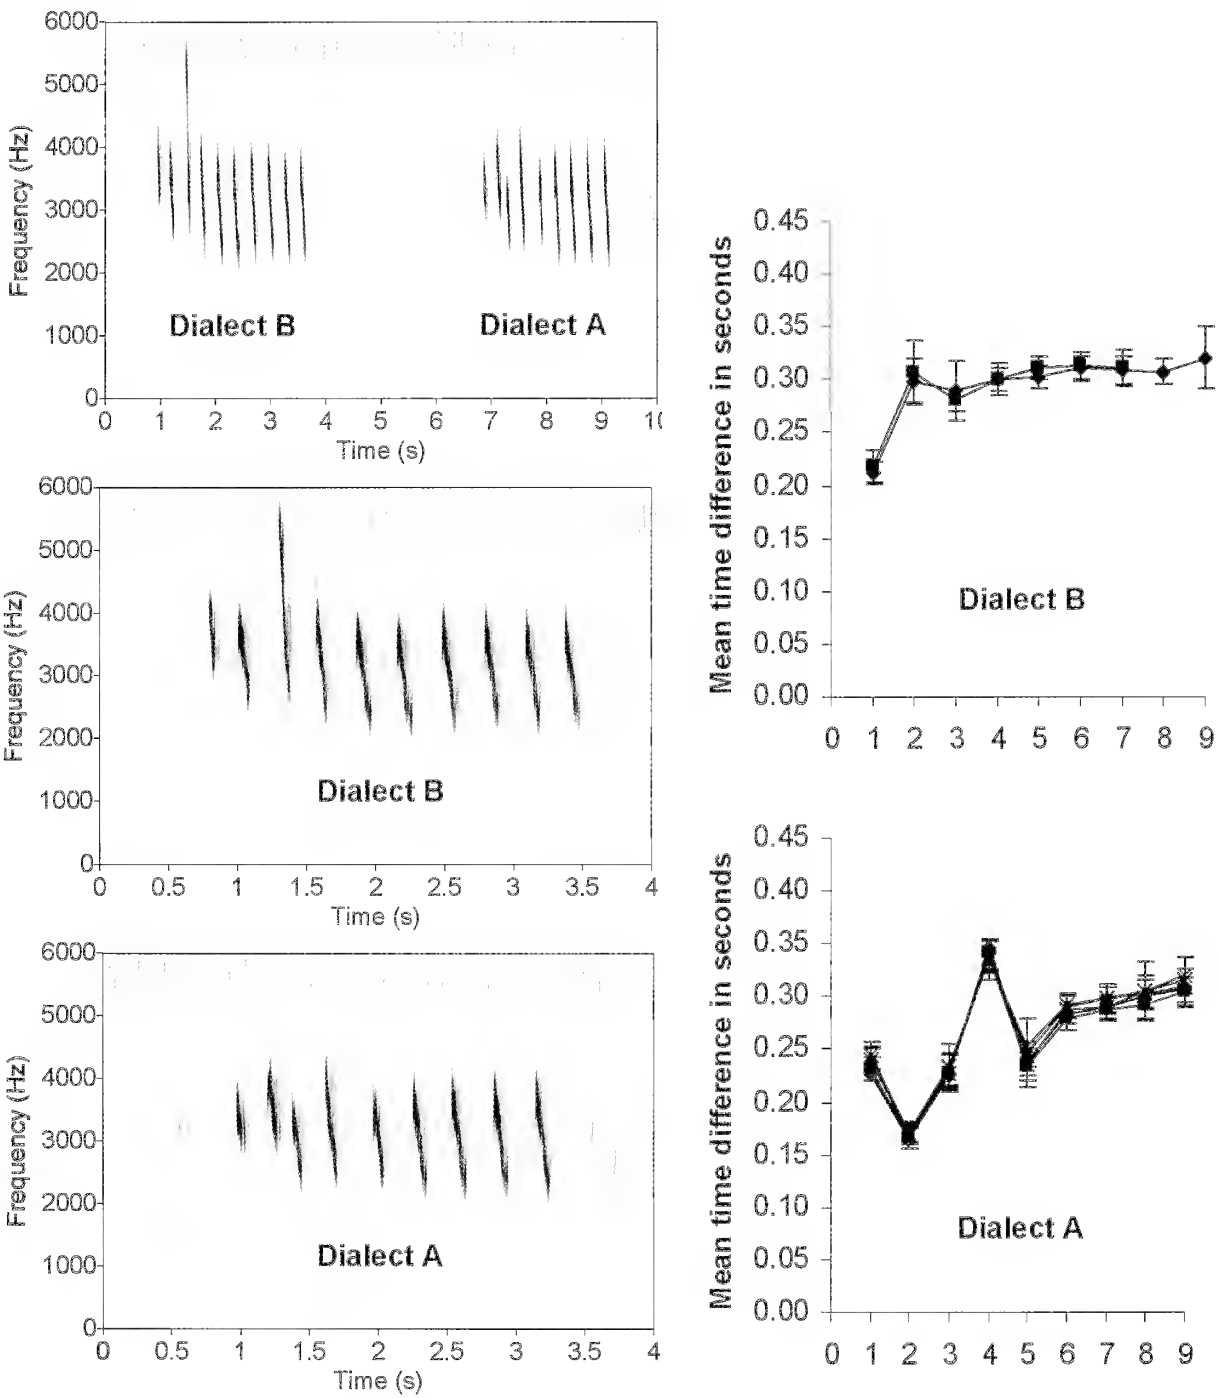 6000
5000
4000
3000
2000
1000
0
Frequency (Hz)
Dialect B
Dialect A
0 1 2 3 4 5 6 7 8 9 10
Time (s)
6000
5000
4000
3000
2000
1000
0
Frequency (Hz)
Dialect B
0 0.5 1 1.5 2 2.5 3 3.5 4
Time (s)
6000
5000
4000
3000
2000
1000
0
Frequency (Hz)
Dialect A
0 0.5 1 1.5 2 2.5 3 3.5 4
Time (s)
0.45
0.40
0.35
0.30
0.25
0.20
0.15
0.10
0.05
0.00
Mean time difference in seconds
Dialect B
0 1 2 3 4 5 6 7 8 9
0.45
0.40
0.35
0.30
0.25
0.20
0.15
0.10
0.05
0.00
Mean time difference in seconds
Dialect A
0 1 2 3 4 5 6 7 8 9